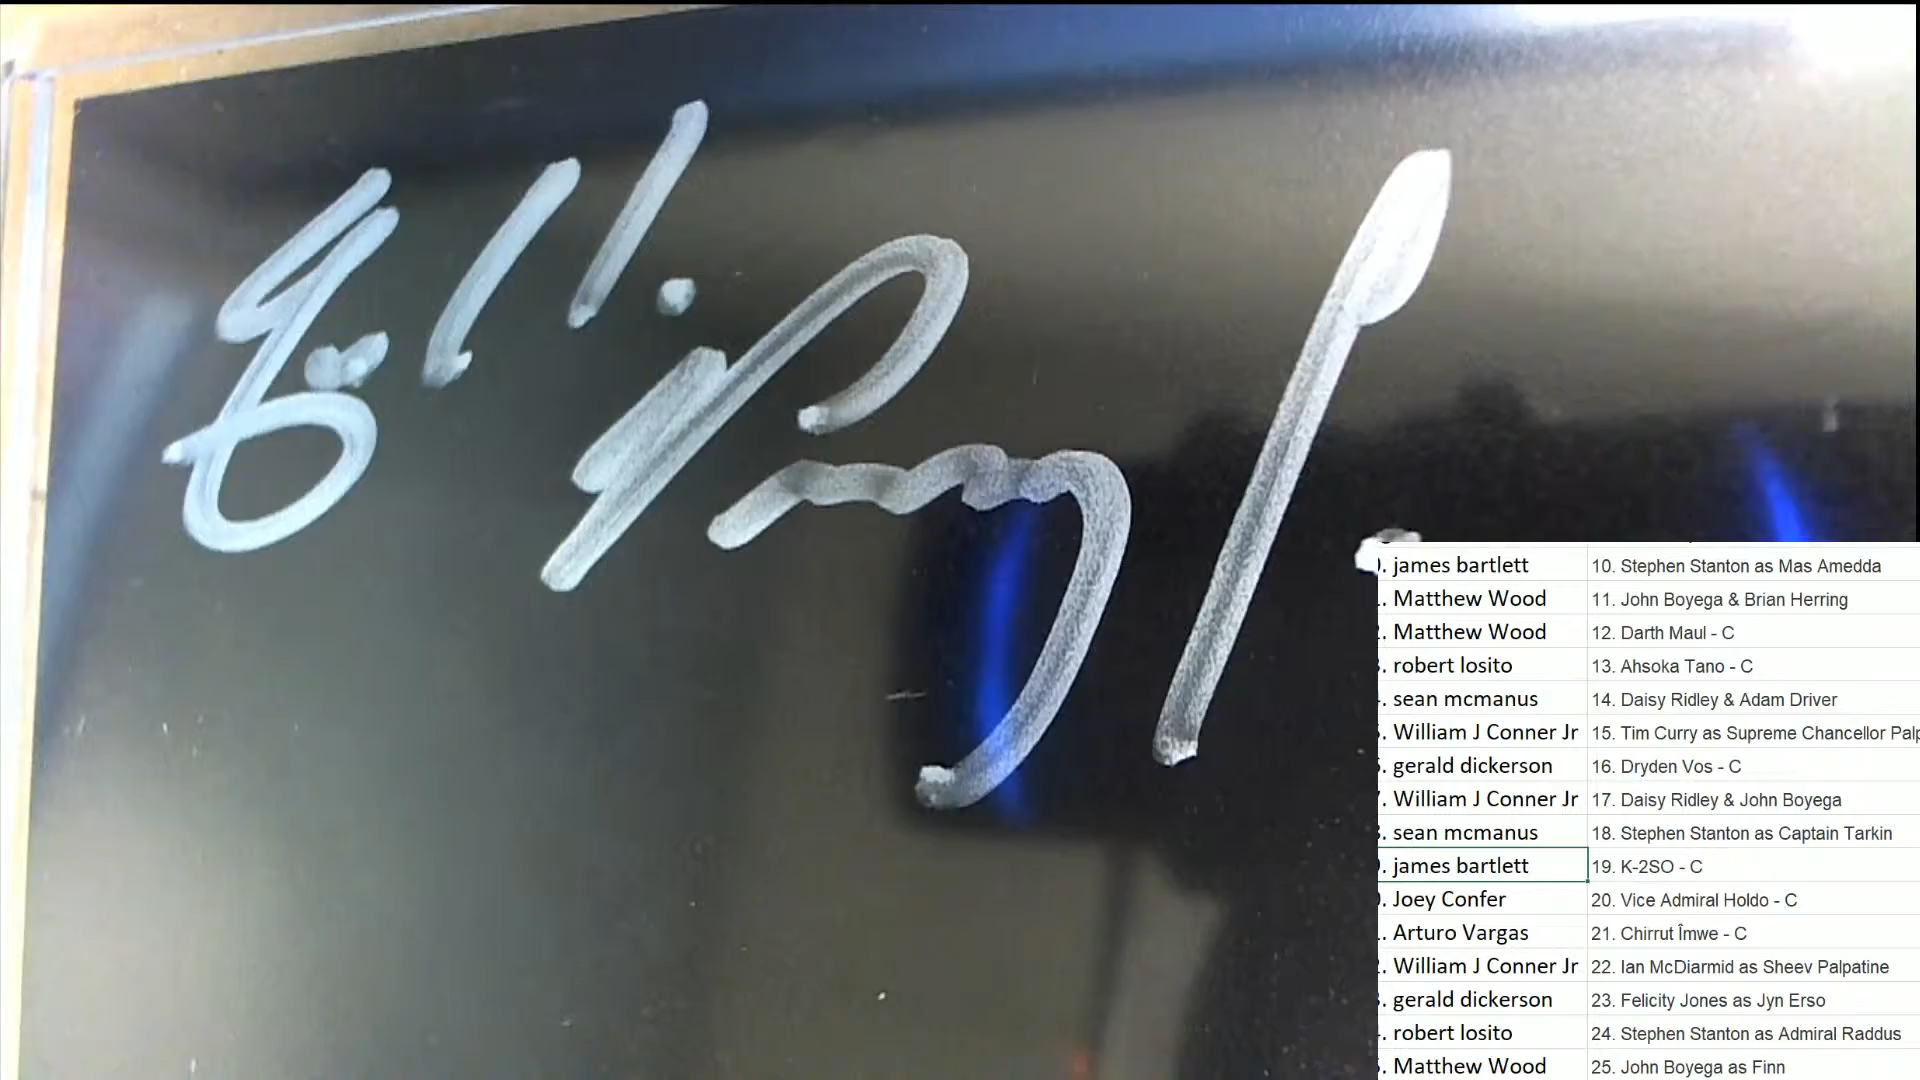 james bartlett 10. Stephen Stanton as Mas Amedda
. Matthew Wood 11. John Boyega & Brian Herring
. Matthew Wood 12. Darth Maul - C
. robert losito 13. Ahsoka Tano - C
. sean mcmanus 14. Daisy Ridley & Adam Driver
. William J Conner Jr 15. Tim Curry as Supreme Chancellor Palp
. gerald dickerson 16. Dryden Vos - C
. William J Conner Jr 17. Daisy Ridley & John Boyega
. sean mcmanus 18. Stephen Stanton as Captain Tarkin
. james bartlett 19. K-2SO - C
. Joey Confer 20. Vice Admiral Holdo - C
. Arturo Vargas 21. Chirrut Îmwe - C
. William J Conner Jr 22. Ian McDiarmid as Sheev Palpatine
. gerald dickerson 23. Felicity Jones as Jyn Erso
. robert losito 24. Stephen Stanton as Admiral Raddus
. Matthew Wood 25. John Boyega as Finn